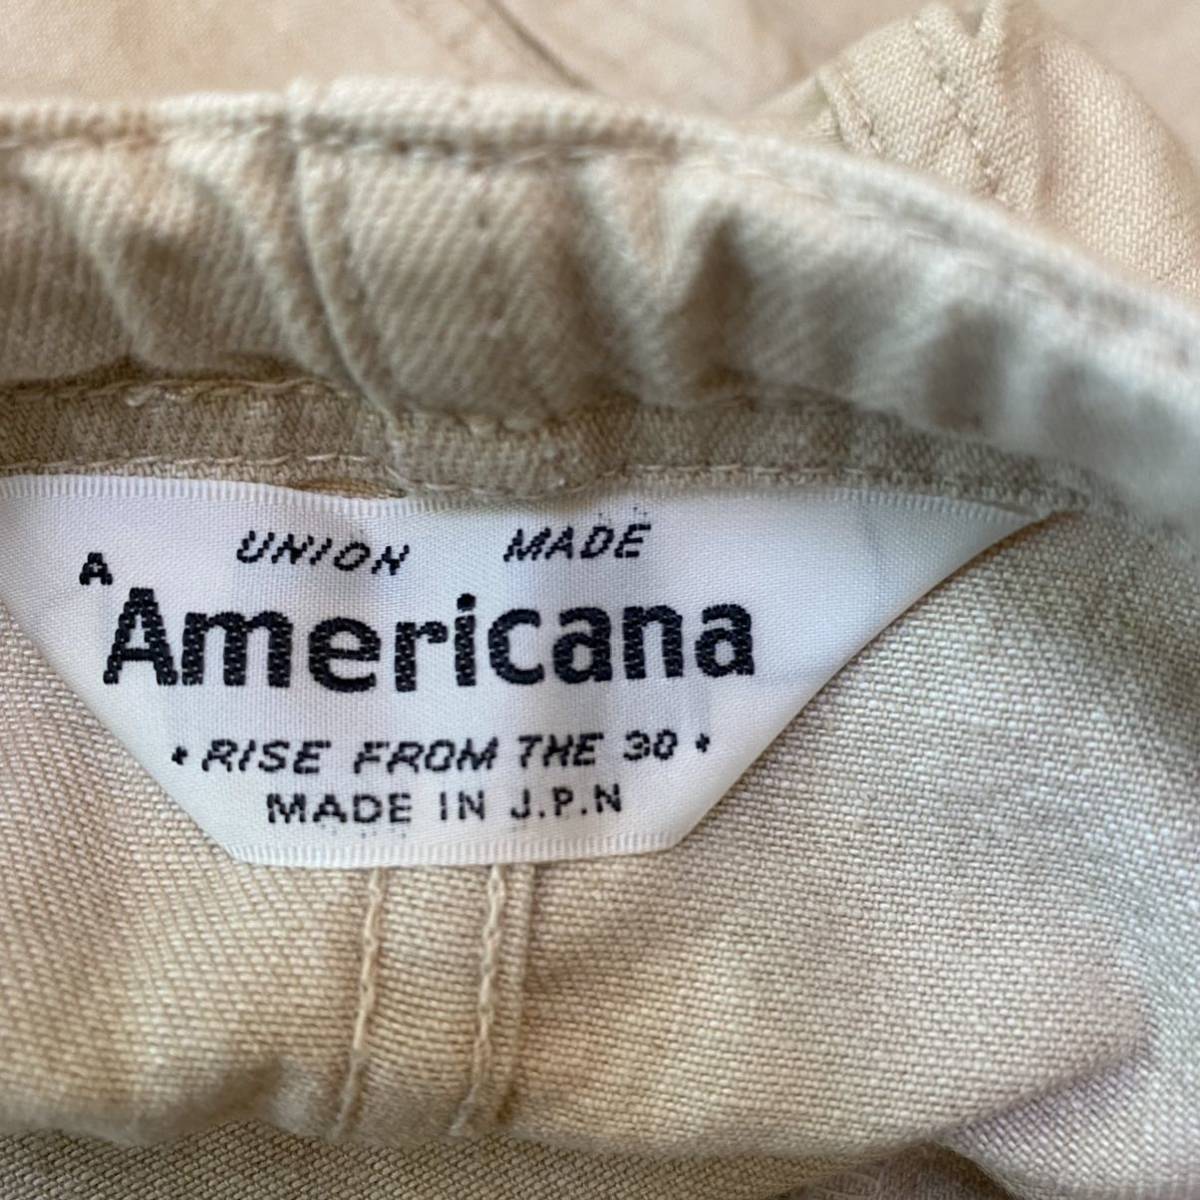 UNION MADE
A
Americana
• RISE FROM THE 30 •
MADE IN J.P.N